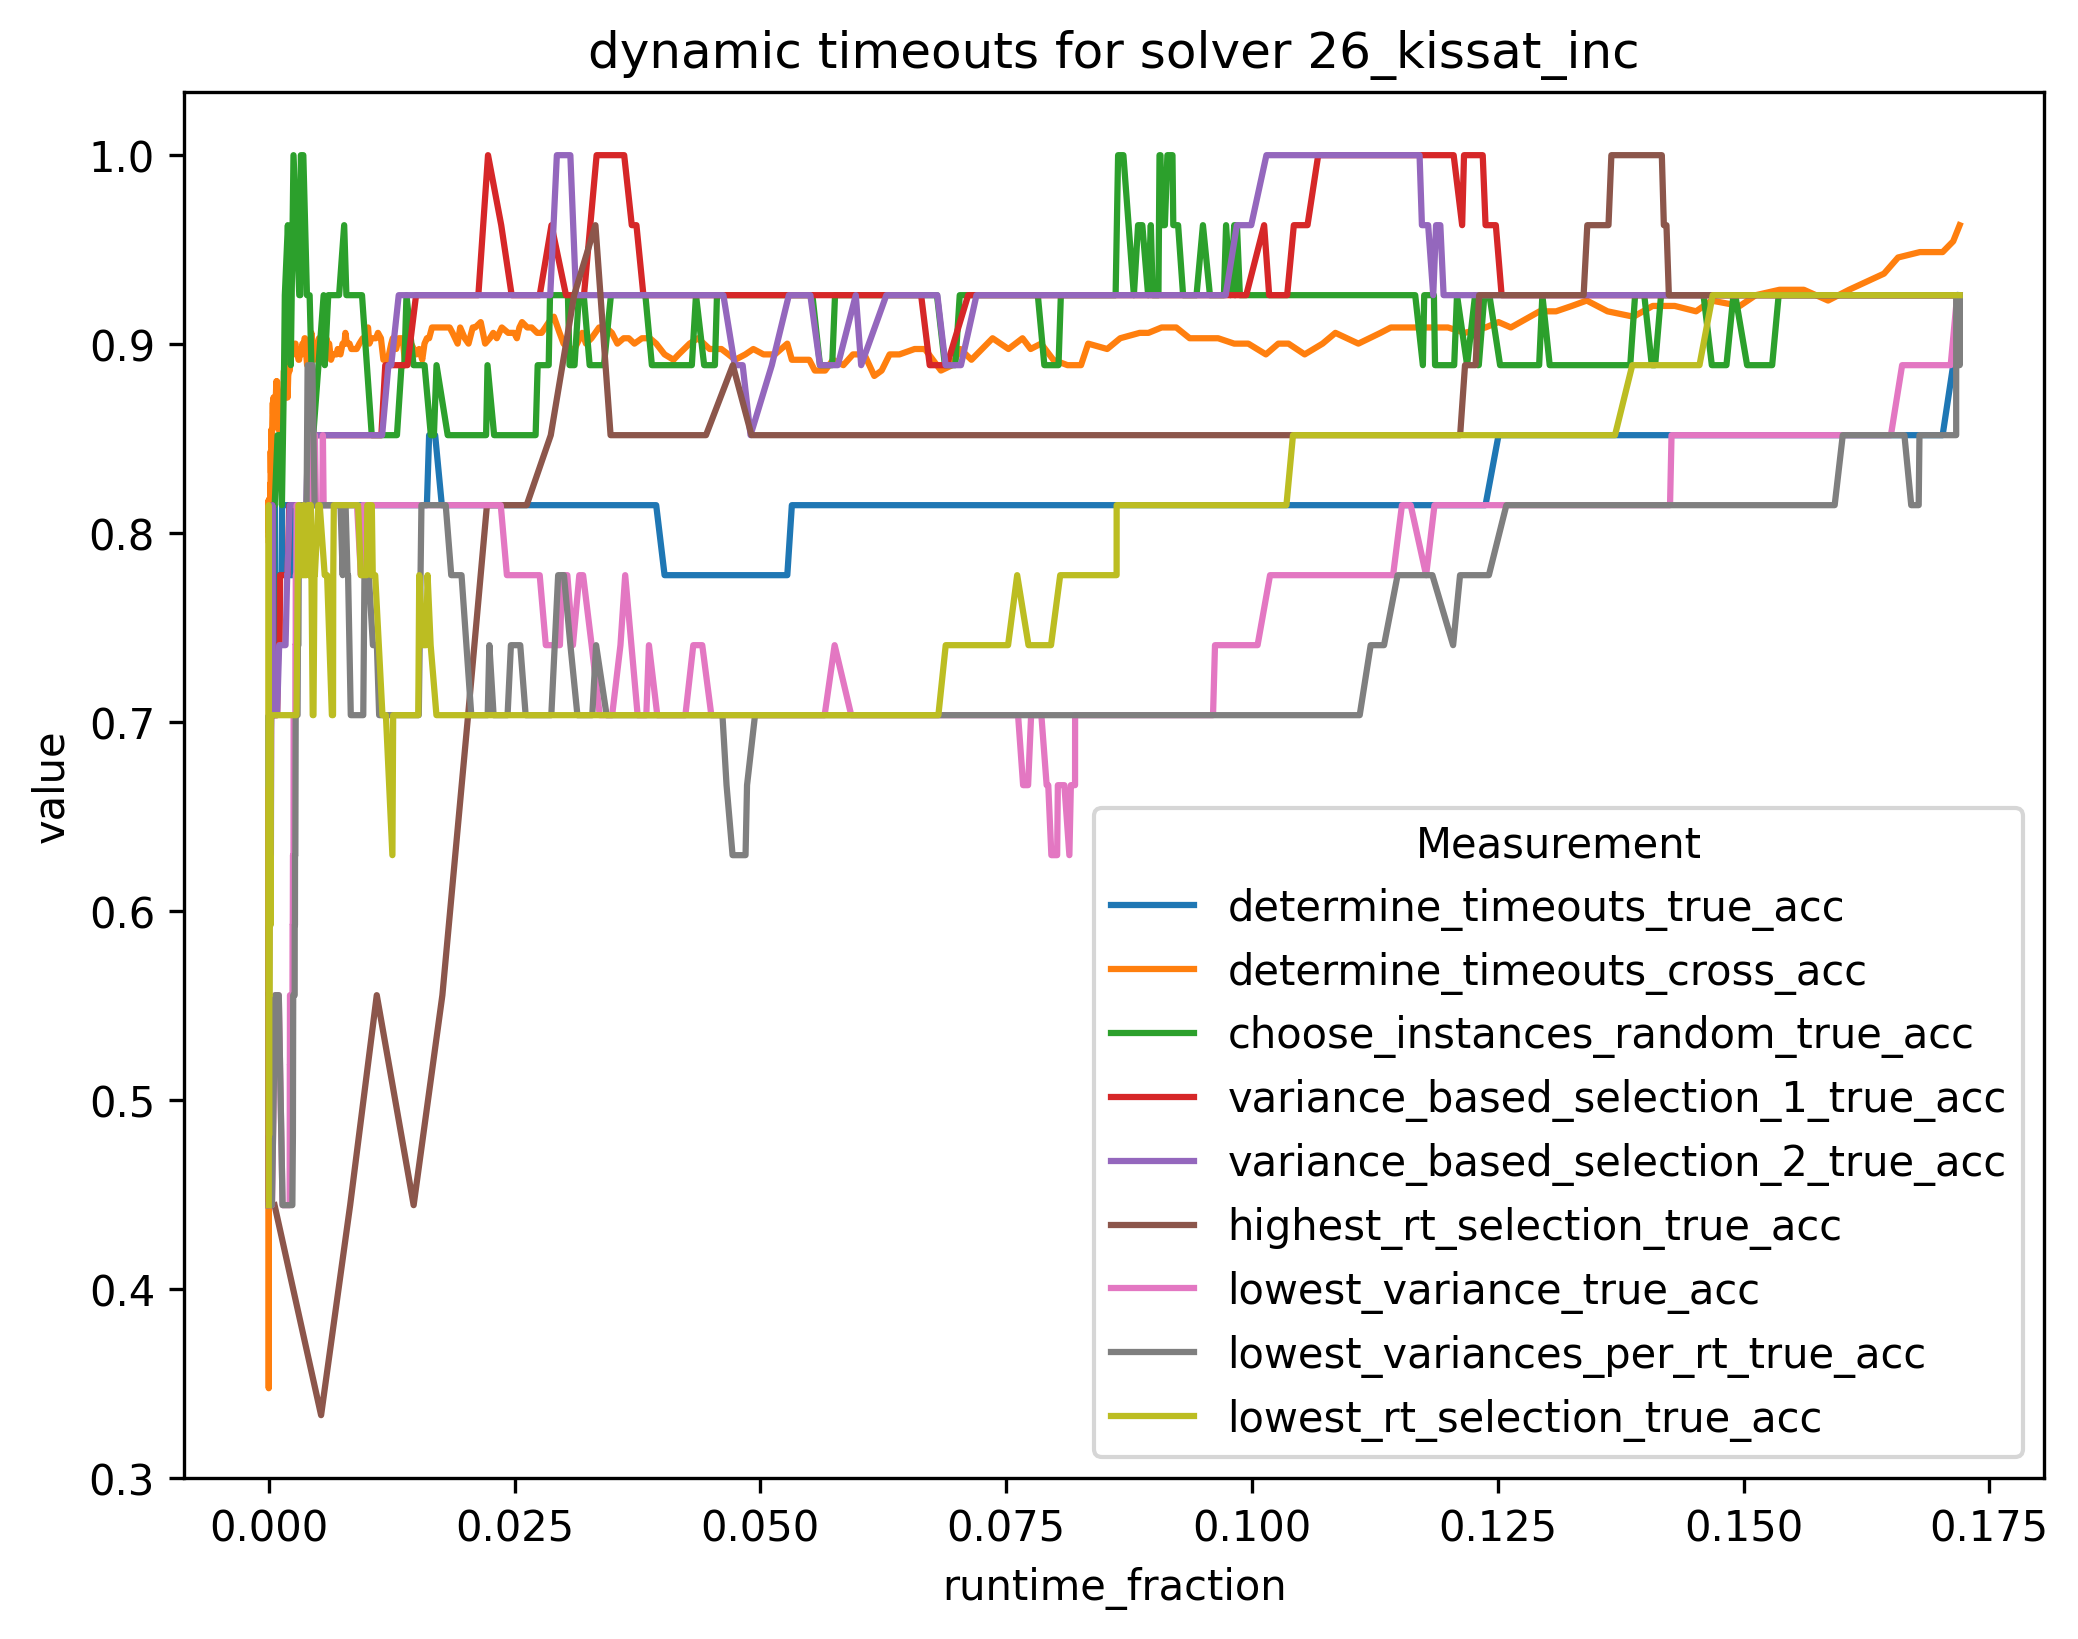 dynamic timeouts for solver 26_kissat_inc
1.0
0.9
0.8
0.7
0.6
0.5
0.4
0.3
value
Measurement
determine_timeouts_true_acc
determine_timeouts_cross_acc
choose_instances_random_true_acc
variance_based_selection_1_true_acc
variance_based_selection_2_true_acc
highest_rt_selection_true_acc
lowest_variance_true_acc
lowest_variances_per_rt_true_acc
lowest_rt_selection_true_acc
0.000 0.025 0.050 0.075 0.100 0.125 0.150 0.175
runtime_fraction